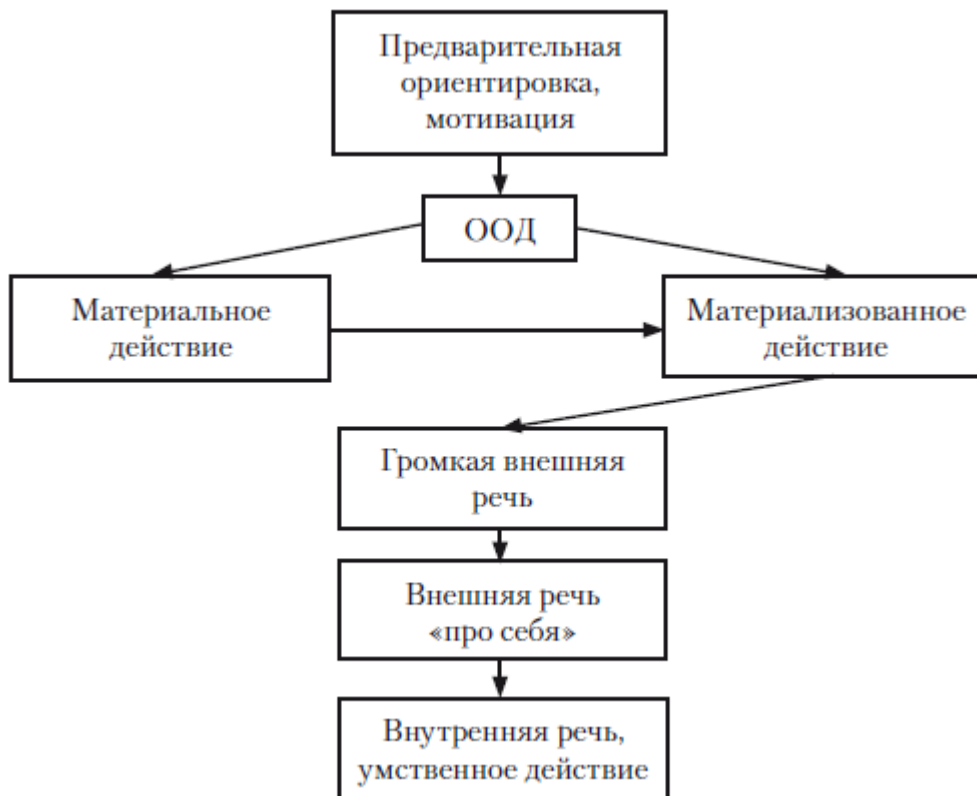 Предварительная
ориентировка,
мотивация
ООД
Материальное
действие
Материализованное
действие
Громкая внешняя
речь
Внешняя речь
«про себя»
Внутренняя речь,
умственное действие